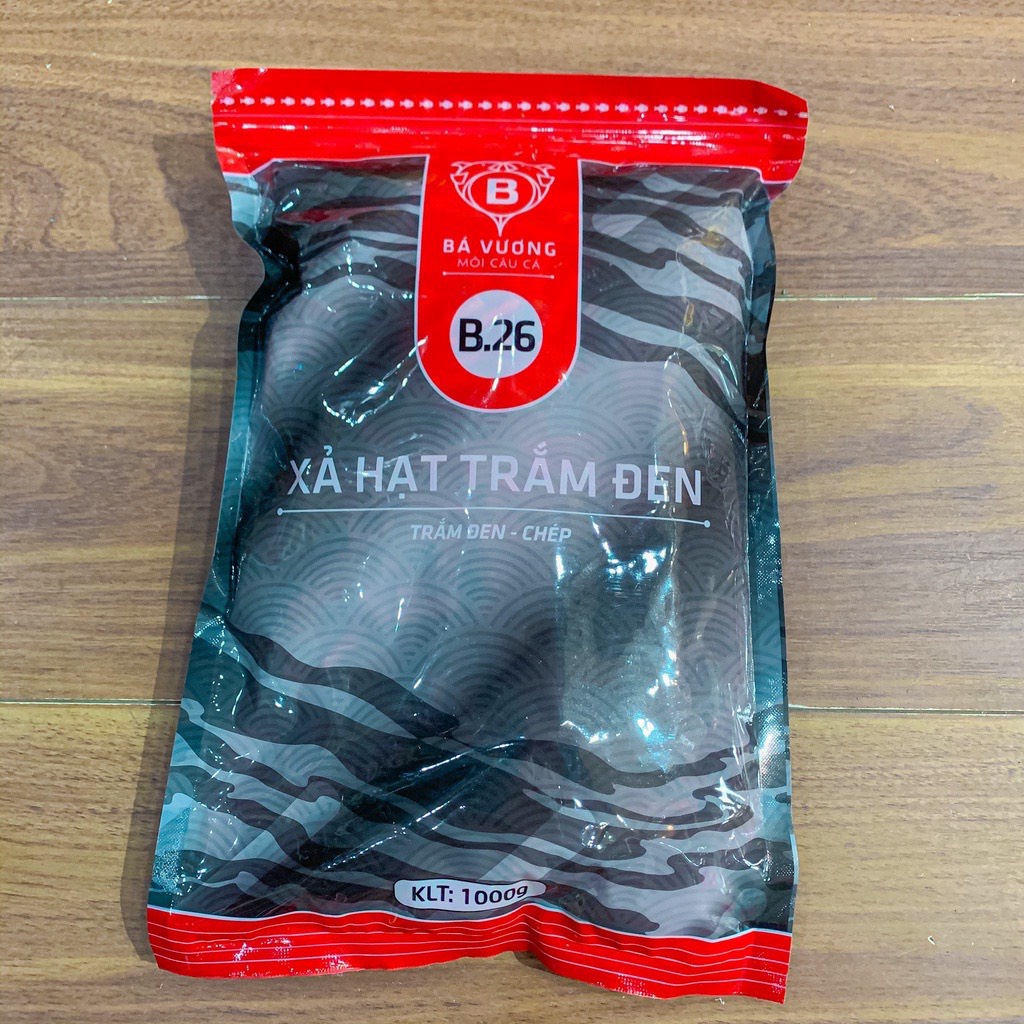 B
BÁ VƯƠNG
MỒI CÂU CÁ
B.26
XẢ HẠT TRẮM ĐEN
TRẮM ĐEN - CHÉP
KLT: 1000g